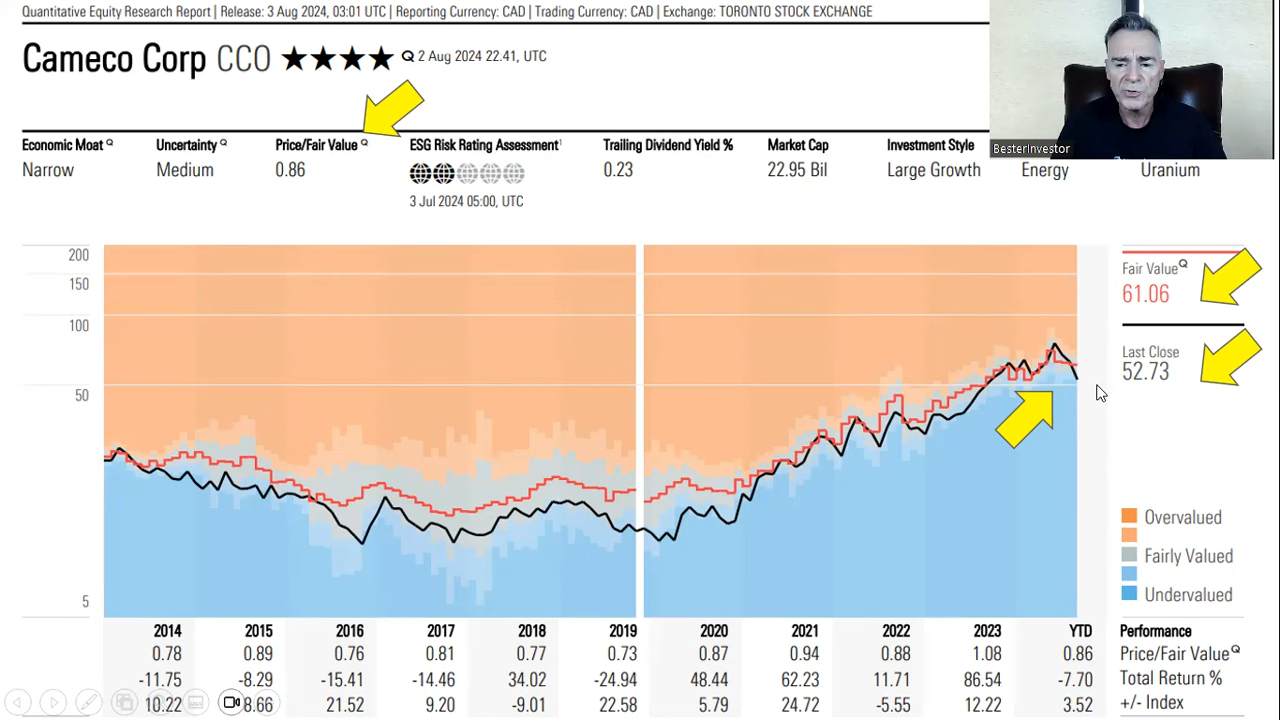 Quantitative Equity Research Report | Release: 3 Aug 2024, 03:01 UTC | Reporting Currency: CAD | Trading Currency: CAD | Exchange: TORONTO STOCK EXCHANGE
Cameco Corp CCO ★★★★ Q 2 Aug 2024 22.41, UTC
BesterInvestor
Economic Moat Q Uncertainty Q Price/Fair Value Q ESG Risk Rating Assessment¹ Trailing Dividend Yield % Market Cap Investment Style
Narrow Medium 0.86 0.23 22.95 Bil Large Growth Energy Uranium
3 Jul 2024 05:00, UTC
200
150
100
50
5
Fair Value Q
61.06
Last Close
52.73
Overvalued
Fairly Valued
Undervalued
2014 2015 2016 2017 2018 2019 2020 2021 2022 2023 YTD Performance
0.78 0.89 0.76 0.81 0.77 0.73 0.87 0.94 0.88 1.08 0.86 Price/Fair Value Q
-11.75 -8.29 -15.41 -14.46 34.02 -24.94 48.44 62.23 11.71 86.54 -7.70 Total Return %
10.22 8.66 21.52 9.20 -9.01 22.58 5.79 24.72 -5.55 12.22 3.52 +/- Index